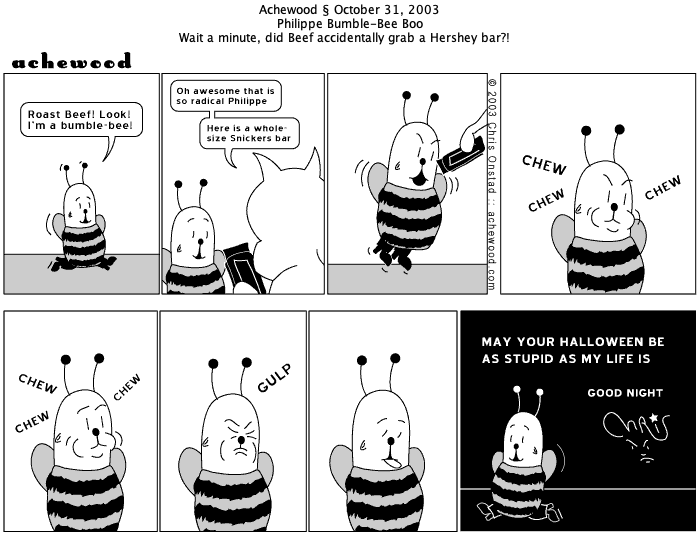 Achewood § October 31, 2003
Philippe Bumble-Bee Boo
Wait a minute, did Beef accidentally grab a Hershey bar?!
achewood
Roast Beef! Look!
I'm a bumble-bee!
Oh awesome that is
so radical Philippe
Here is a whole-
size Snickers bar
© 2003 Chris Onstad :: achewood.com
CHEW
CHEW
CHEW
CHEW
CHEW
CHEW
GULP
MAY YOUR HALLOWEEN BE
AS STUPID AS MY LIFE IS
GOOD NIGHT
CHRIS